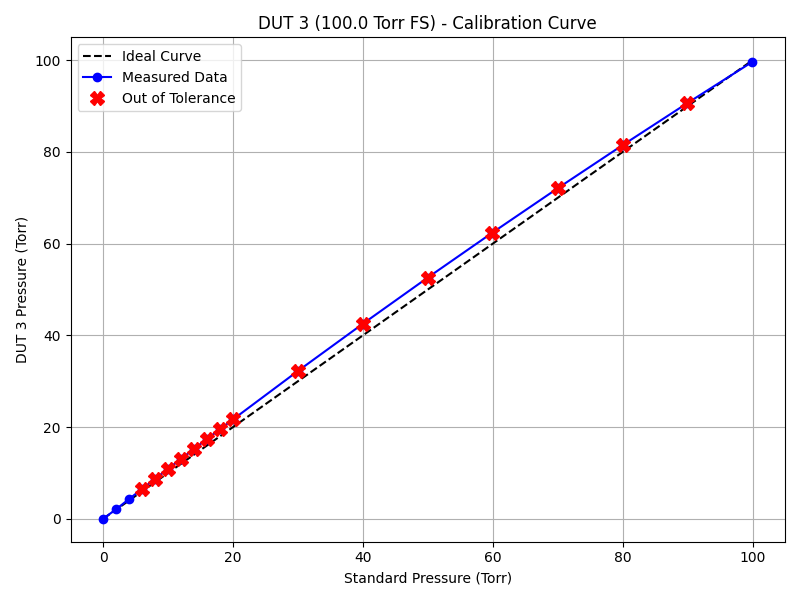 DUT 3 (100.0 Torr FS) - Calibration Curve
Ideal Curve
Measured Data
Out of Tolerance
DUT 3 Pressure (Torr)
100
80
60
40
20
0
0 20 40 60 80 100
Standard Pressure (Torr)